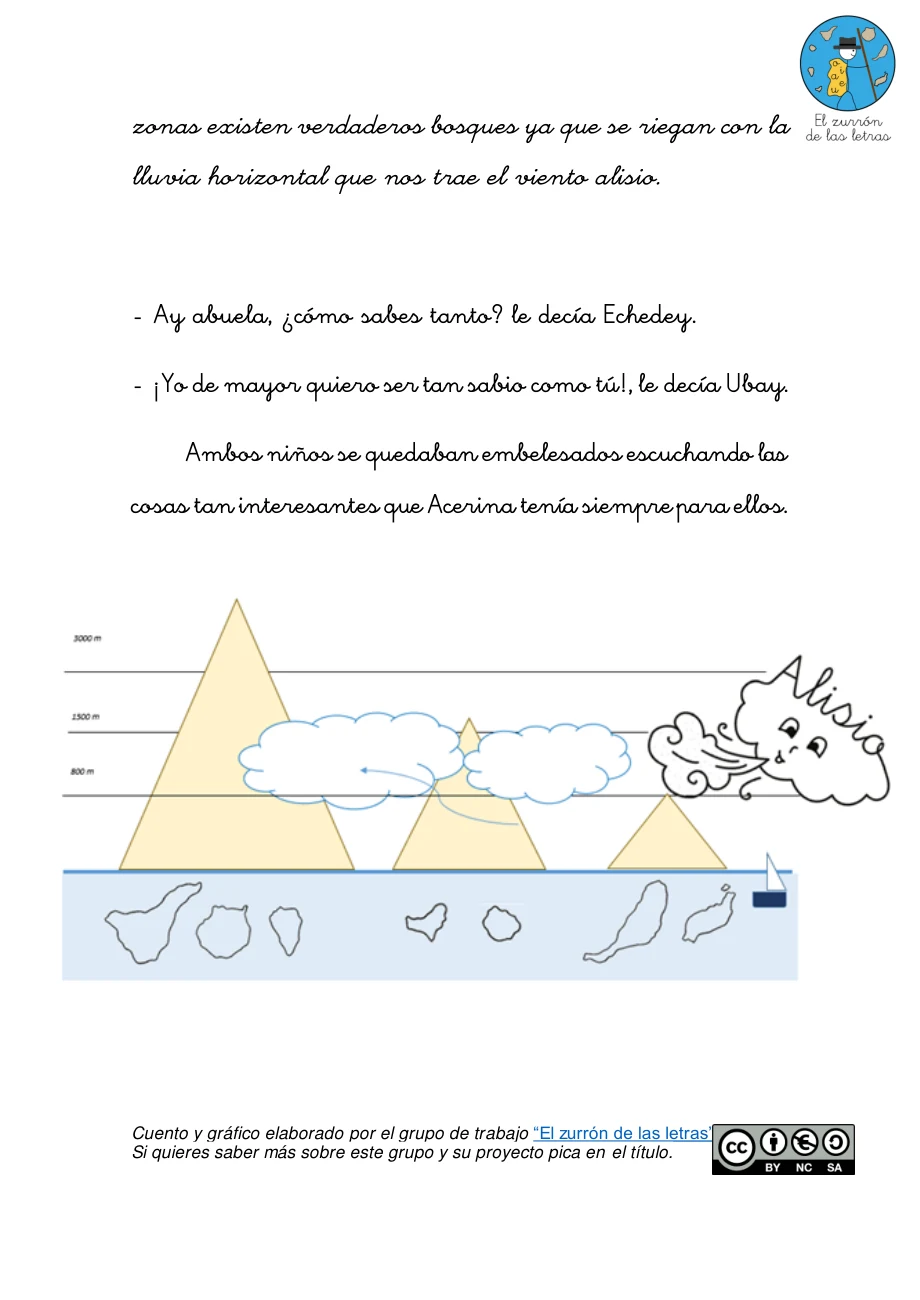 El zurrón
de las letras
o
i
a
e
u
zonas existen verdaderos bosques ya que se riegan con la
lluvia horizontal que nos trae el viento alisio.
- Ay abuela, ¿cómo sabes tanto? le decía Echedey.
- ¡Yo de mayor quiero ser tan sabio como tú!, le decía Ubay.
Ambos niños se quedaban embelesados escuchando las
cosas tan interesantes que Acerina tenía siempre para ellos.
3000 m
1500 m
800 m
Alisio
Cuento y gráfico elaborado por el grupo de trabajo “El zurrón de las letras”
Si quieres saber más sobre este grupo y su proyecto pica en el título.
cc
BY NC SA